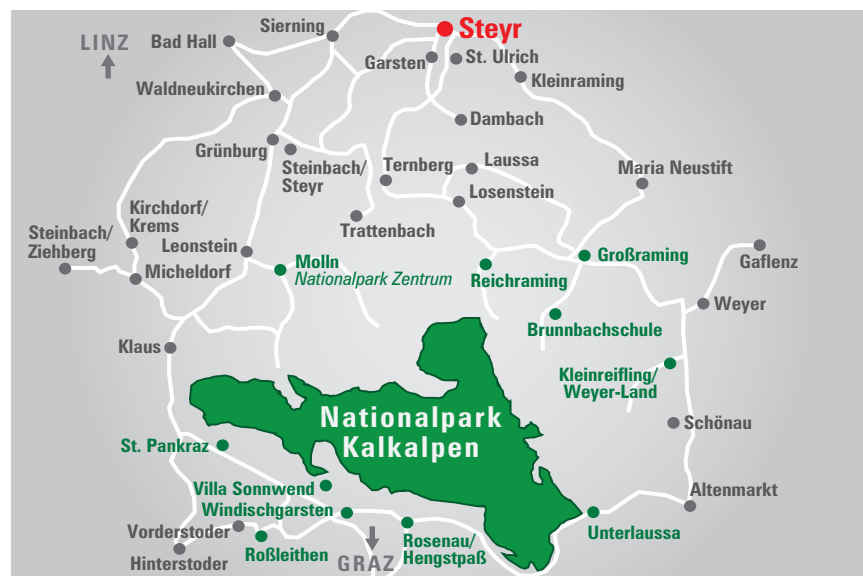 Steyr
Sierning
LINZ
Bad Hall
Garsten
St. Ulrich
Kleinraming
Waldneukirchen
Dambach
Grünburg
Steinbach/
Steyr
Ternberg
Laussa
Maria Neustift
Losenstein
Kirchdorf/
Krems
Trattenbach
Steinbach/
Ziehberg
Leonstein
Micheldorf
Molln
Nationalpark Zentrum
Reichraming
Großraming
Gaflenz
Weyer
Brunnbachschule
Klaus
Kleinreifling/
Weyer-Land
Nationalpark
Kalkalpen
Schönau
St. Pankraz
Villa Sonnwend
Windischgarsten
Altenmarkt
Vorderstoder
Hinterstoder
Roßleithen
GRAZ
Rosenau/
Hengstpaß
Unterlaussa